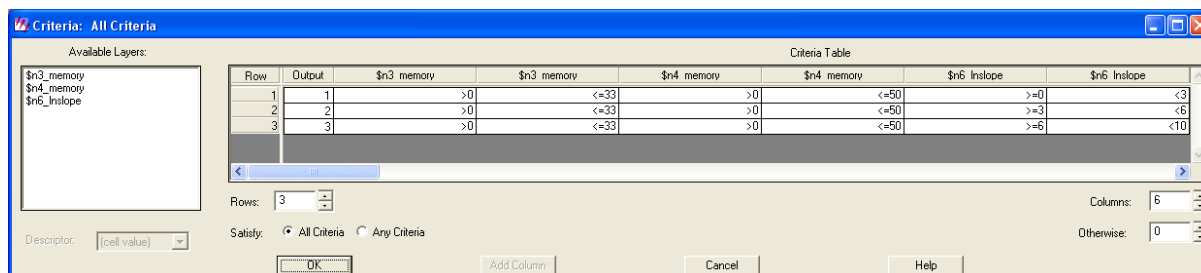 Criteria: All Criteria
Available Layers:
$n3_memory
$n4_memory
$n6_lnslope
Criteria Table
Row Output $n3 memory $n3 memory $n4 memory $n4 memory $n6 lnslope $n6 lnslope
1 1 >0 <=33 >0 <=50 >=0 <3
2 2 >0 <=33 >0 <=50 >=3 <6
3 3 >0 <=33 >0 <=50 >=6 <10
Rows: 3 Columns: 6
Satisfy: All Criteria Any Criteria Otherwise: 0
Descriptor: (cell value)
OK Add Column Cancel Help